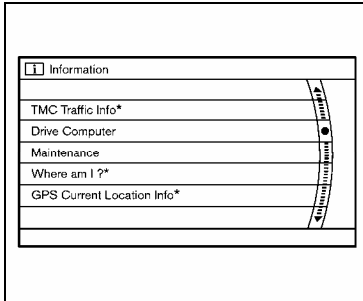 i Information
TMC Traffic Info*
Drive Computer
Maintenance
Where am I ?*
GPS Current Location Info*